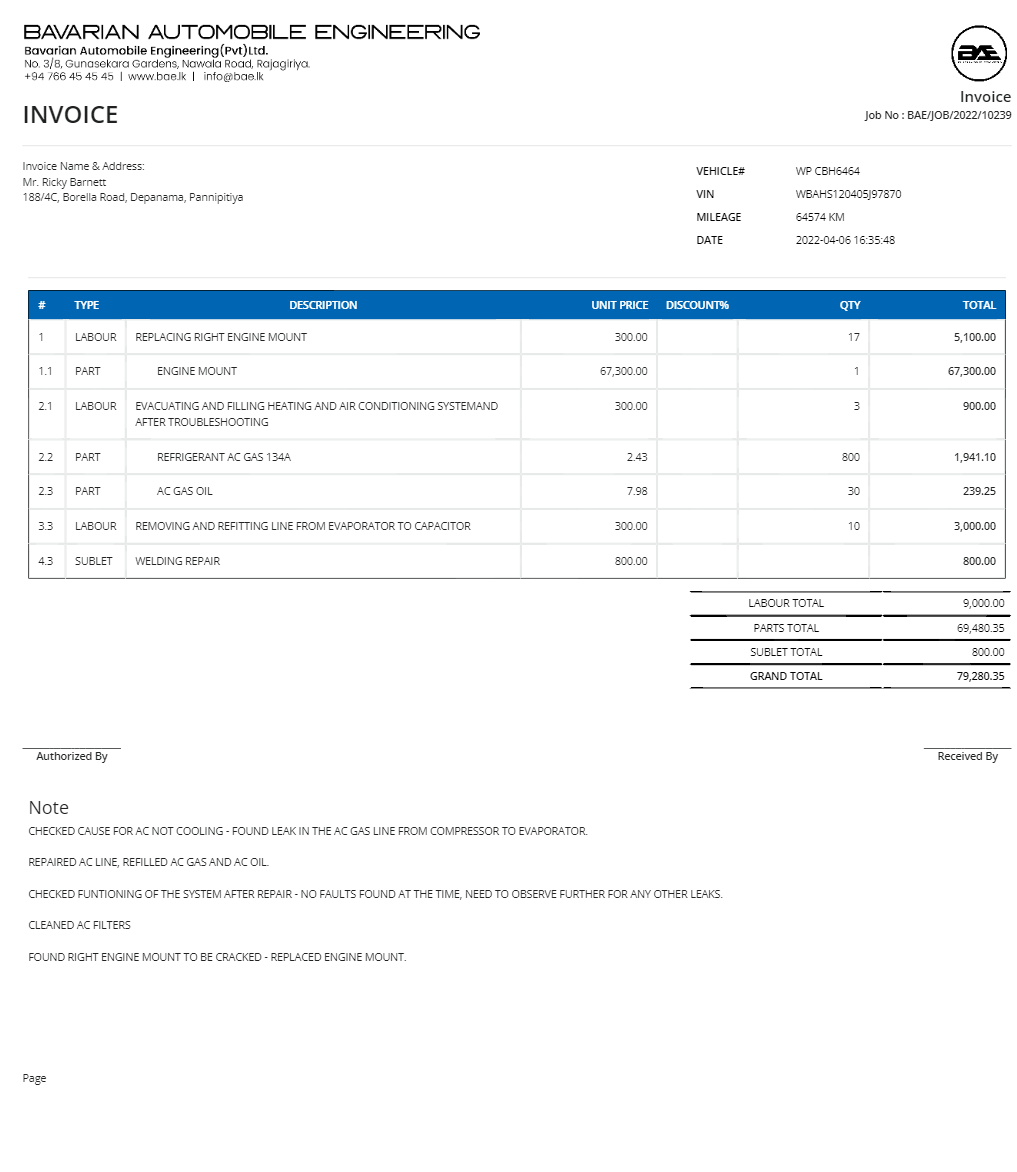 BAVARIAN AUTOMOBILE ENGINEERING
Bavarian Automobile Engineering(Pvt)Ltd.
No. 3/8, Gunasekara Gardens, Nawala Road, Rajagiriya.
+94 766 45 45 45 | www.bae.lk | info@bae.lk
BAE
INVOICE
Invoice
Job No : BAE/JOB/2022/10239
Invoice Name & Address:
Mr. Ricky Barnett
188/4C, Borella Road, Depanama, Pannipitiya
VEHICLE# WP CBH6464
VIN WBAHS120405J97870
MILEAGE 64574 KM
DATE 2022-04-06 16:35:48
# TYPE DESCRIPTION UNIT PRICE DISCOUNT% QTY TOTAL
1 LABOUR REPLACING RIGHT ENGINE MOUNT 300.00 17 5,100.00
1.1 PART ENGINE MOUNT 67,300.00 1 67,300.00
2.1 LABOUR EVACUATING AND FILLING HEATING AND AIR CONDITIONING SYSTEMAND 300.00 3 900.00
AFTER TROUBLESHOOTING
2.2 PART REFRIGERANT AC GAS 134A 2.43 800 1,941.10
2.3 PART AC GAS OIL 7.98 30 239.25
3.3 LABOUR REMOVING AND REFITTING LINE FROM EVAPORATOR TO CAPACITOR 300.00 10 3,000.00
4.3 SUBLET WELDING REPAIR 800.00 800.00
LABOUR TOTAL 9,000.00
PARTS TOTAL 69,480.35
SUBLET TOTAL 800.00
GRAND TOTAL 79,280.35
Authorized By
Received By
Note
CHECKED CAUSE FOR AC NOT COOLING - FOUND LEAK IN THE AC GAS LINE FROM COMPRESSOR TO EVAPORATOR.
REPAIRED AC LINE, REFILLED AC GAS AND AC OIL.
CHECKED FUNTIONING OF THE SYSTEM AFTER REPAIR - NO FAULTS FOUND AT THE TIME, NEED TO OBSERVE FURTHER FOR ANY OTHER LEAKS.
CLEANED AC FILTERS
FOUND RIGHT ENGINE MOUNT TO BE CRACKED - REPLACED ENGINE MOUNT.
Page